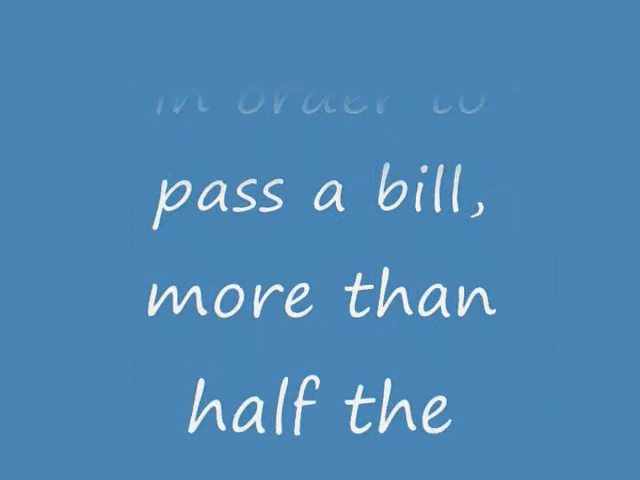 in order to
pass a bill,
more than
half the